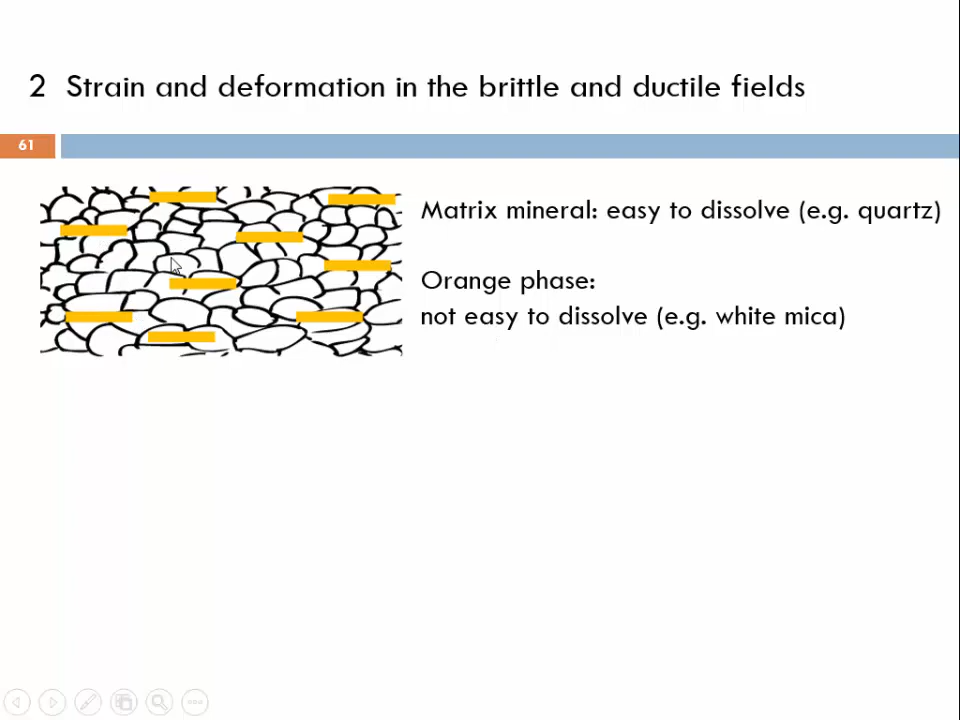 2 Strain and deformation in the brittle and ductile fields
61
Matrix mineral: easy to dissolve (e.g. quartz)
Orange phase:
not easy to dissolve (e.g. white mica)